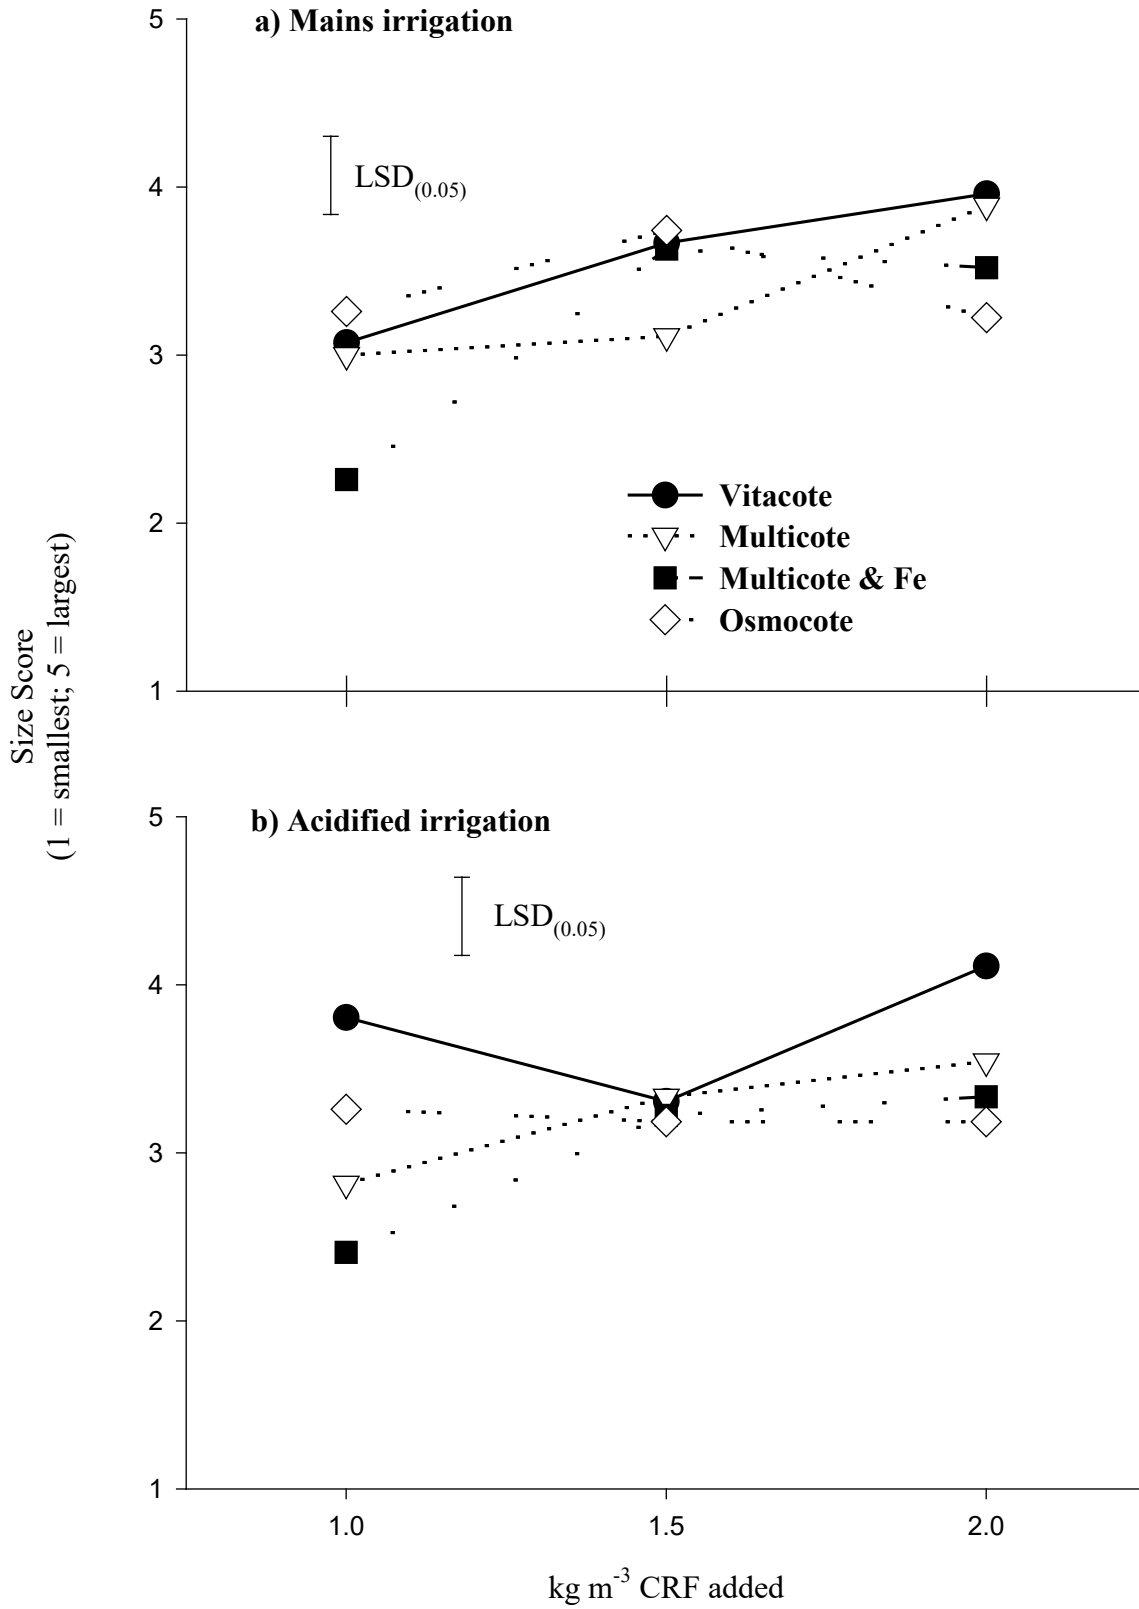 5
a) Mains irrigation
LSD(0.05)
4
3
Vitacote
Multicote
Multicote & Fe
Osmocote
2
1
Size Score
(1 = smallest; 5 = largest)
5
b) Acidified irrigation
LSD(0.05)
4
3
2
1
1.0 1.5 2.0
kg m-3 CRF added